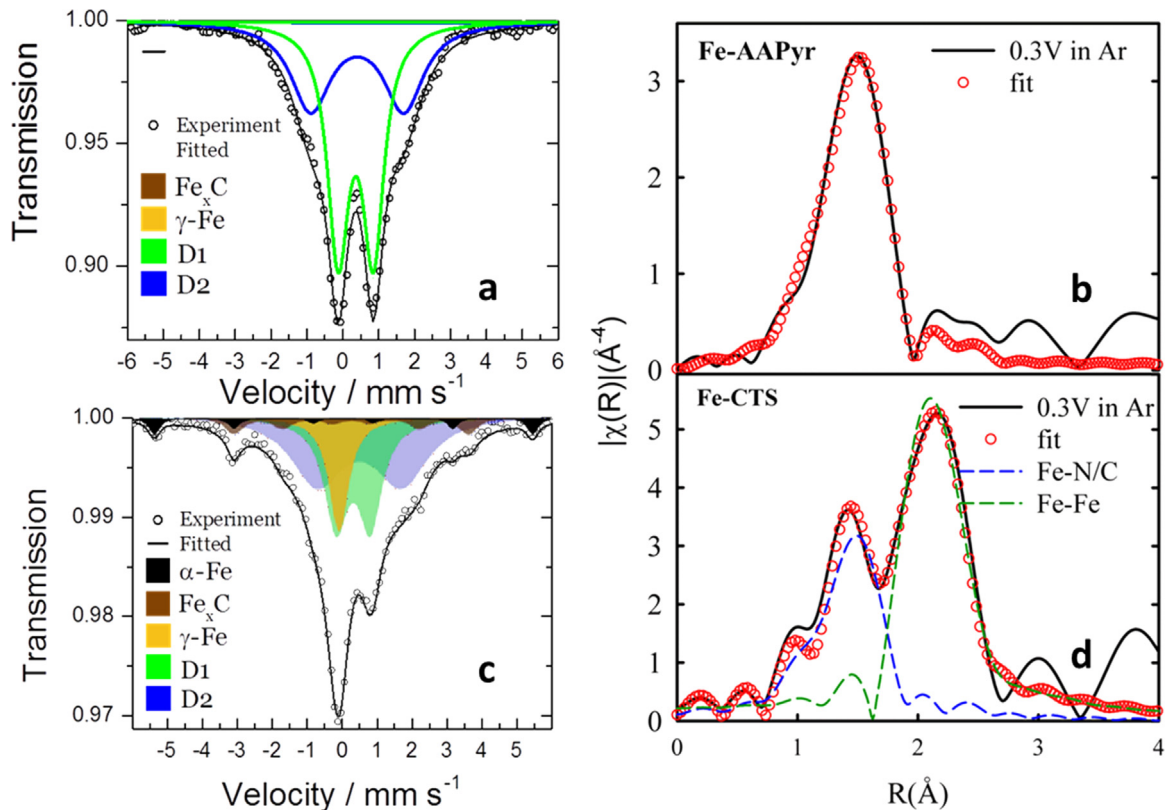 1.00
0.95
0.90
Transmission
Experiment
Fitted
FexC
γ-Fe
D1
D2
a
-6 -5 -4 -3 -2 -1 0 1 2 3 4 5 6
Velocity / mm s-1
Fe-AAPyr
0.3V in Ar
fit
b
3
2
1
0
|χ(R)|(Å-4)
1.00
0.99
0.98
0.97
Transmission
Experiment
Fitted
α-Fe
FexC
γ-Fe
D1
D2
c
-5 -4 -3 -2 -1 0 1 2 3 4 5
Velocity / mm s-1
Fe-CTS
0.3V in Ar
fit
Fe-N/C
Fe-Fe
d
5
4
3
2
1
0
0 1 2 3 4
R(Å)